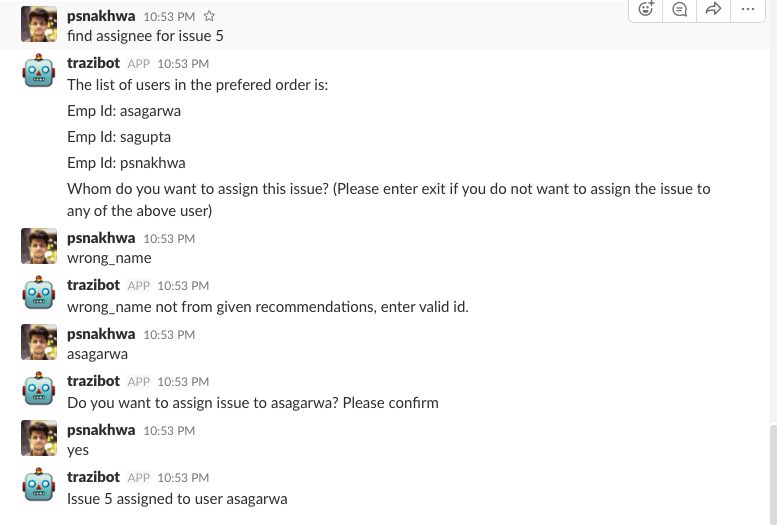 psnakhwa 10:53 PM
find assignee for issue 5
trazibot APP 10:53 PM
The list of users in the prefered order is:
Emp Id: asagarwa
Emp Id: sagupta
Emp Id: psnakhwa
Whom do you want to assign this issue? (Please enter exit if you do not want to assign the issue to
any of the above user)
psnakhwa 10:53 PM
wrong_name
trazibot APP 10:53 PM
wrong_name not from given recommendations, enter valid id.
psnakhwa 10:53 PM
asagarwa
trazibot APP 10:53 PM
Do you want to assign issue to asagarwa? Please confirm
psnakhwa 10:53 PM
yes
trazibot APP 10:53 PM
Issue 5 assigned to user asagarwa